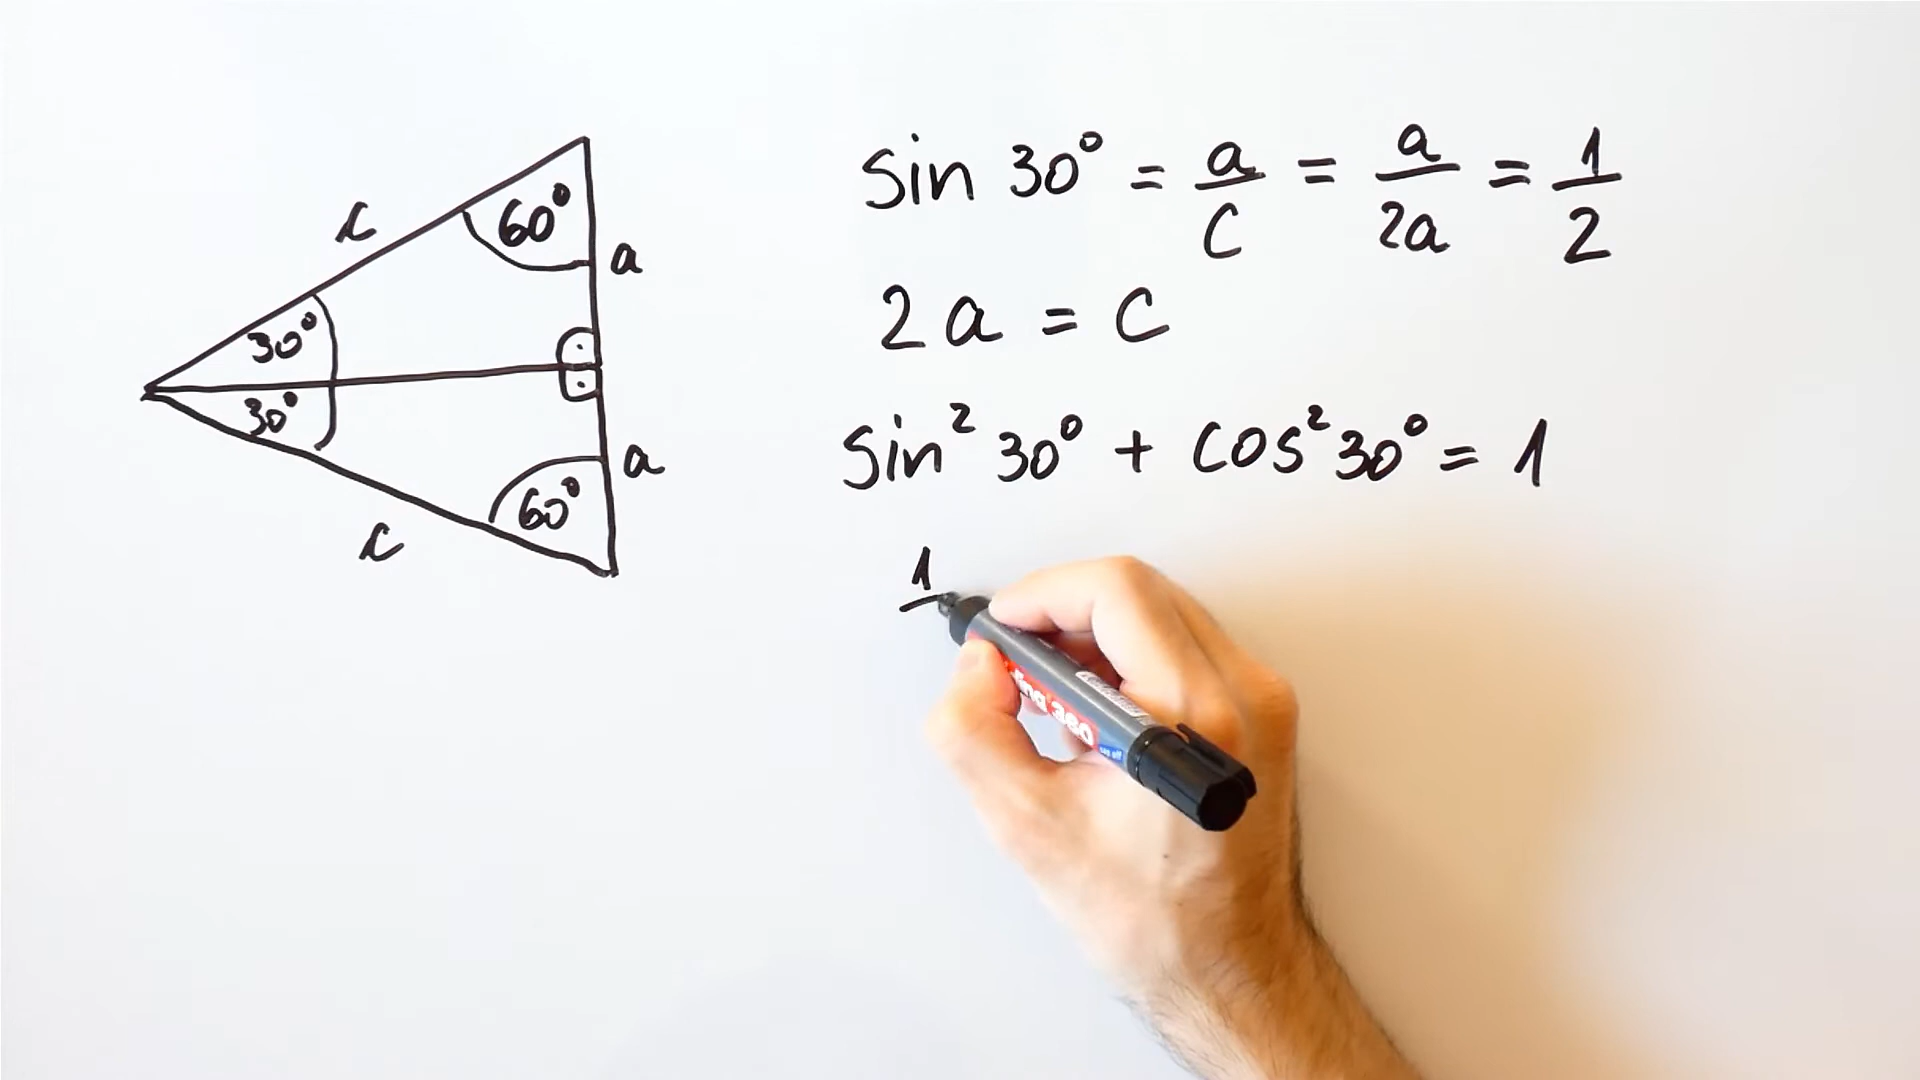 c
60°
a
30°
30°
a
60°
c
sin 30° = a/c = a/2a = 1/2
2a = c
sin² 30° + cos² 30° = 1
1